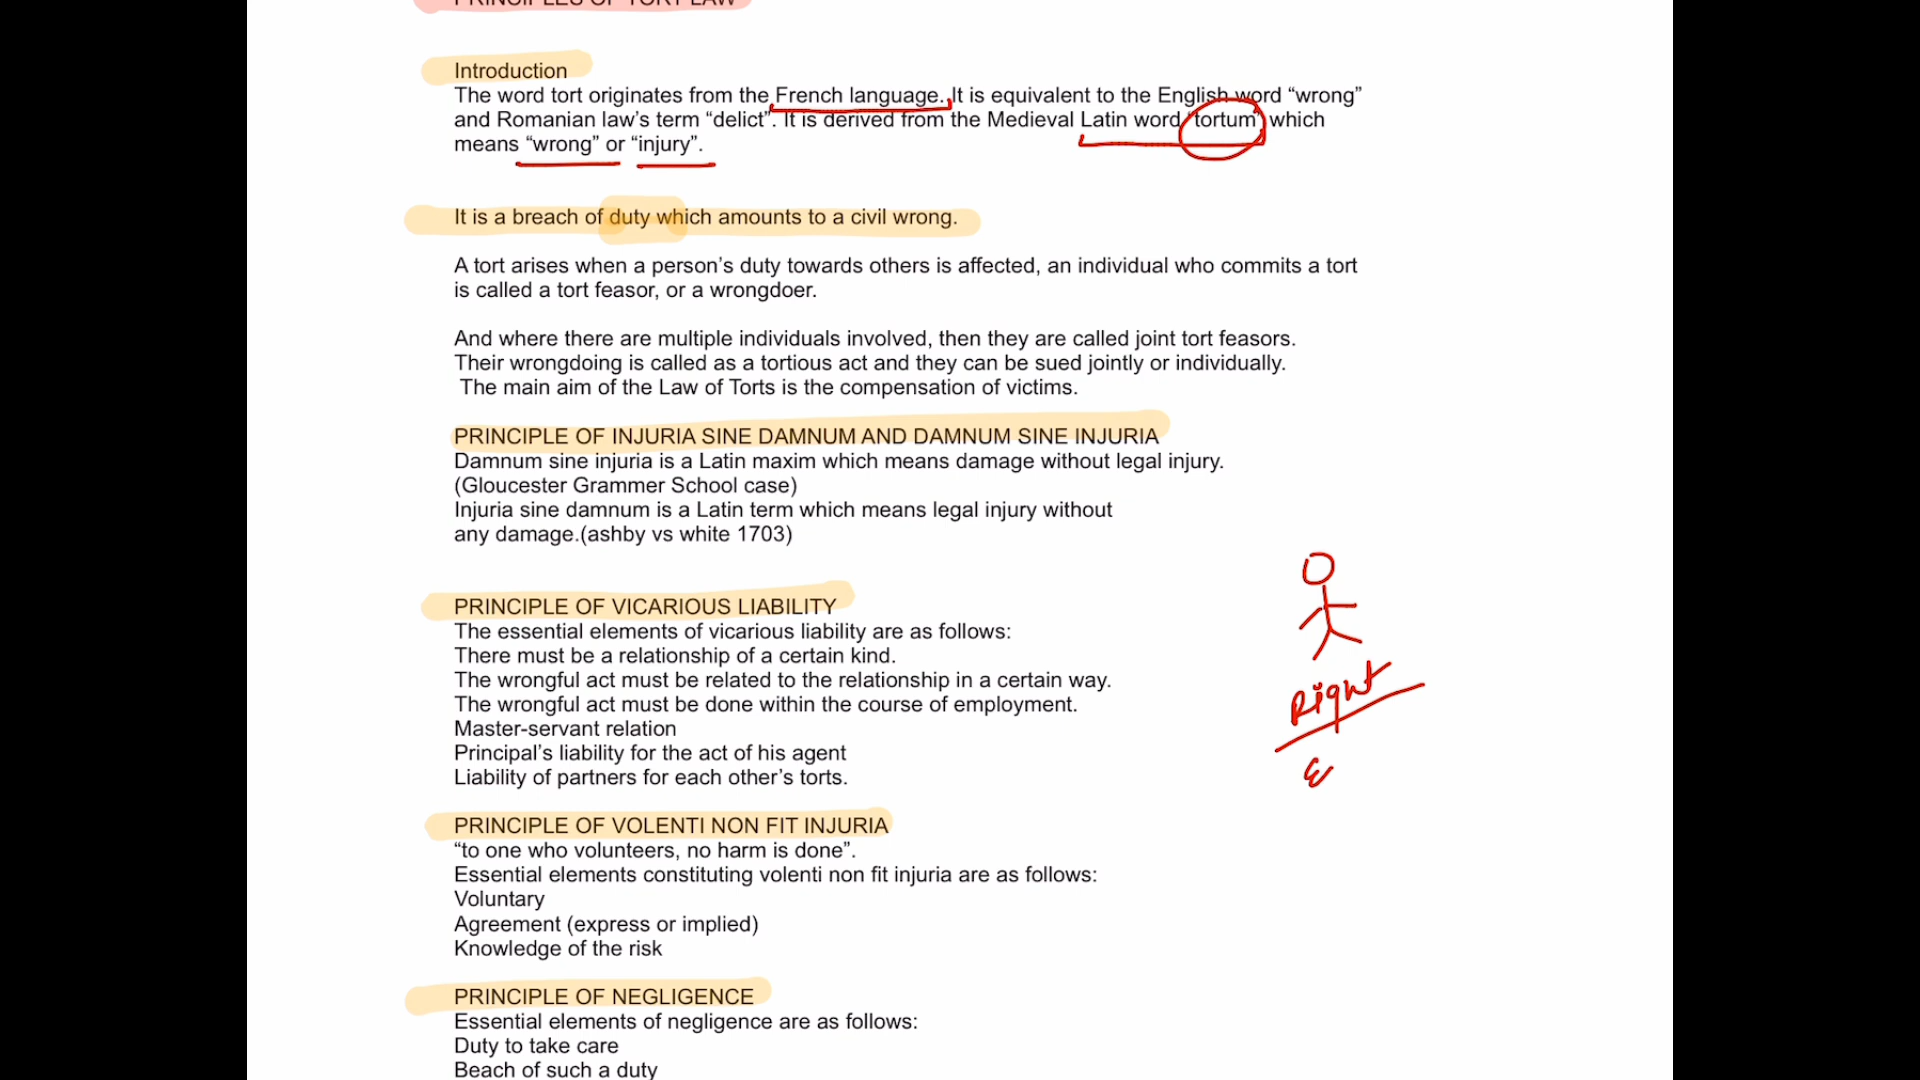 PRINCIPLES OF TORT LAW
Introduction
The word tort originates from the French language. It is equivalent to the English word “wrong”
and Romanian law’s term “delict”. It is derived from the Medieval Latin word “tortum” which
means “wrong” or “injury”.
It is a breach of duty which amounts to a civil wrong.
A tort arises when a person’s duty towards others is affected, an individual who commits a tort
is called a tort feasor, or a wrongdoer.
And where there are multiple individuals involved, then they are called joint tort feasors.
Their wrongdoing is called as a tortious act and they can be sued jointly or individually.
The main aim of the Law of Torts is the compensation of victims.
PRINCIPLE OF INJURIA SINE DAMNUM AND DAMNUM SINE INJURIA
Damnum sine injuria is a Latin maxim which means damage without legal injury.
(Gloucester Grammer School case)
Injuria sine damnum is a Latin term which means legal injury without
any damage.(ashby vs white 1703)
PRINCIPLE OF VICARIOUS LIABILITY
The essential elements of vicarious liability are as follows:
There must be a relationship of a certain kind.
The wrongful act must be related to the relationship in a certain way.
The wrongful act must be done within the course of employment.
Master-servant relation
Principal’s liability for the act of his agent
Liability of partners for each other’s torts.
Right
PRINCIPLE OF VOLENTI NON FIT INJURIA
“to one who volunteers, no harm is done”.
Essential elements constituting volenti non fit injuria are as follows:
Voluntary
Agreement (express or implied)
Knowledge of the risk
PRINCIPLE OF NEGLIGENCE
Essential elements of negligence are as follows:
Duty to take care
Beach of such a duty